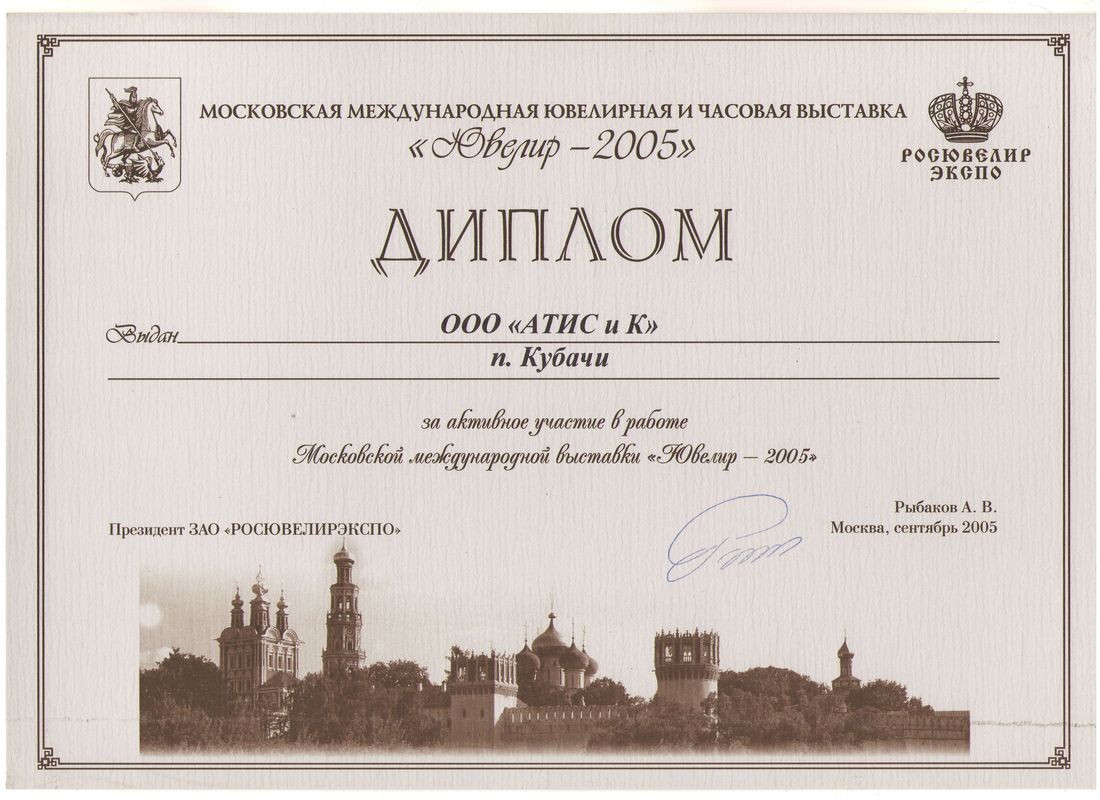 МОСКОВСКАЯ МЕЖДУНАРОДНАЯ ЮВЕЛИРНАЯ И ЧАСОВАЯ ВЫСТАВКА
«Ювелир – 2005»
РОСЮВЕЛИР
ЭКСПО
ДИПЛОМ
Выдан ООО «АТИС и К»
п. Кубачи
за активное участие в работе
Московской международной выставки «Ювелир – 2005»
Президент ЗАО «РОСЮВЕЛИРЭКСПО»
Рыбаков А. В.
Москва, сентябрь 2005